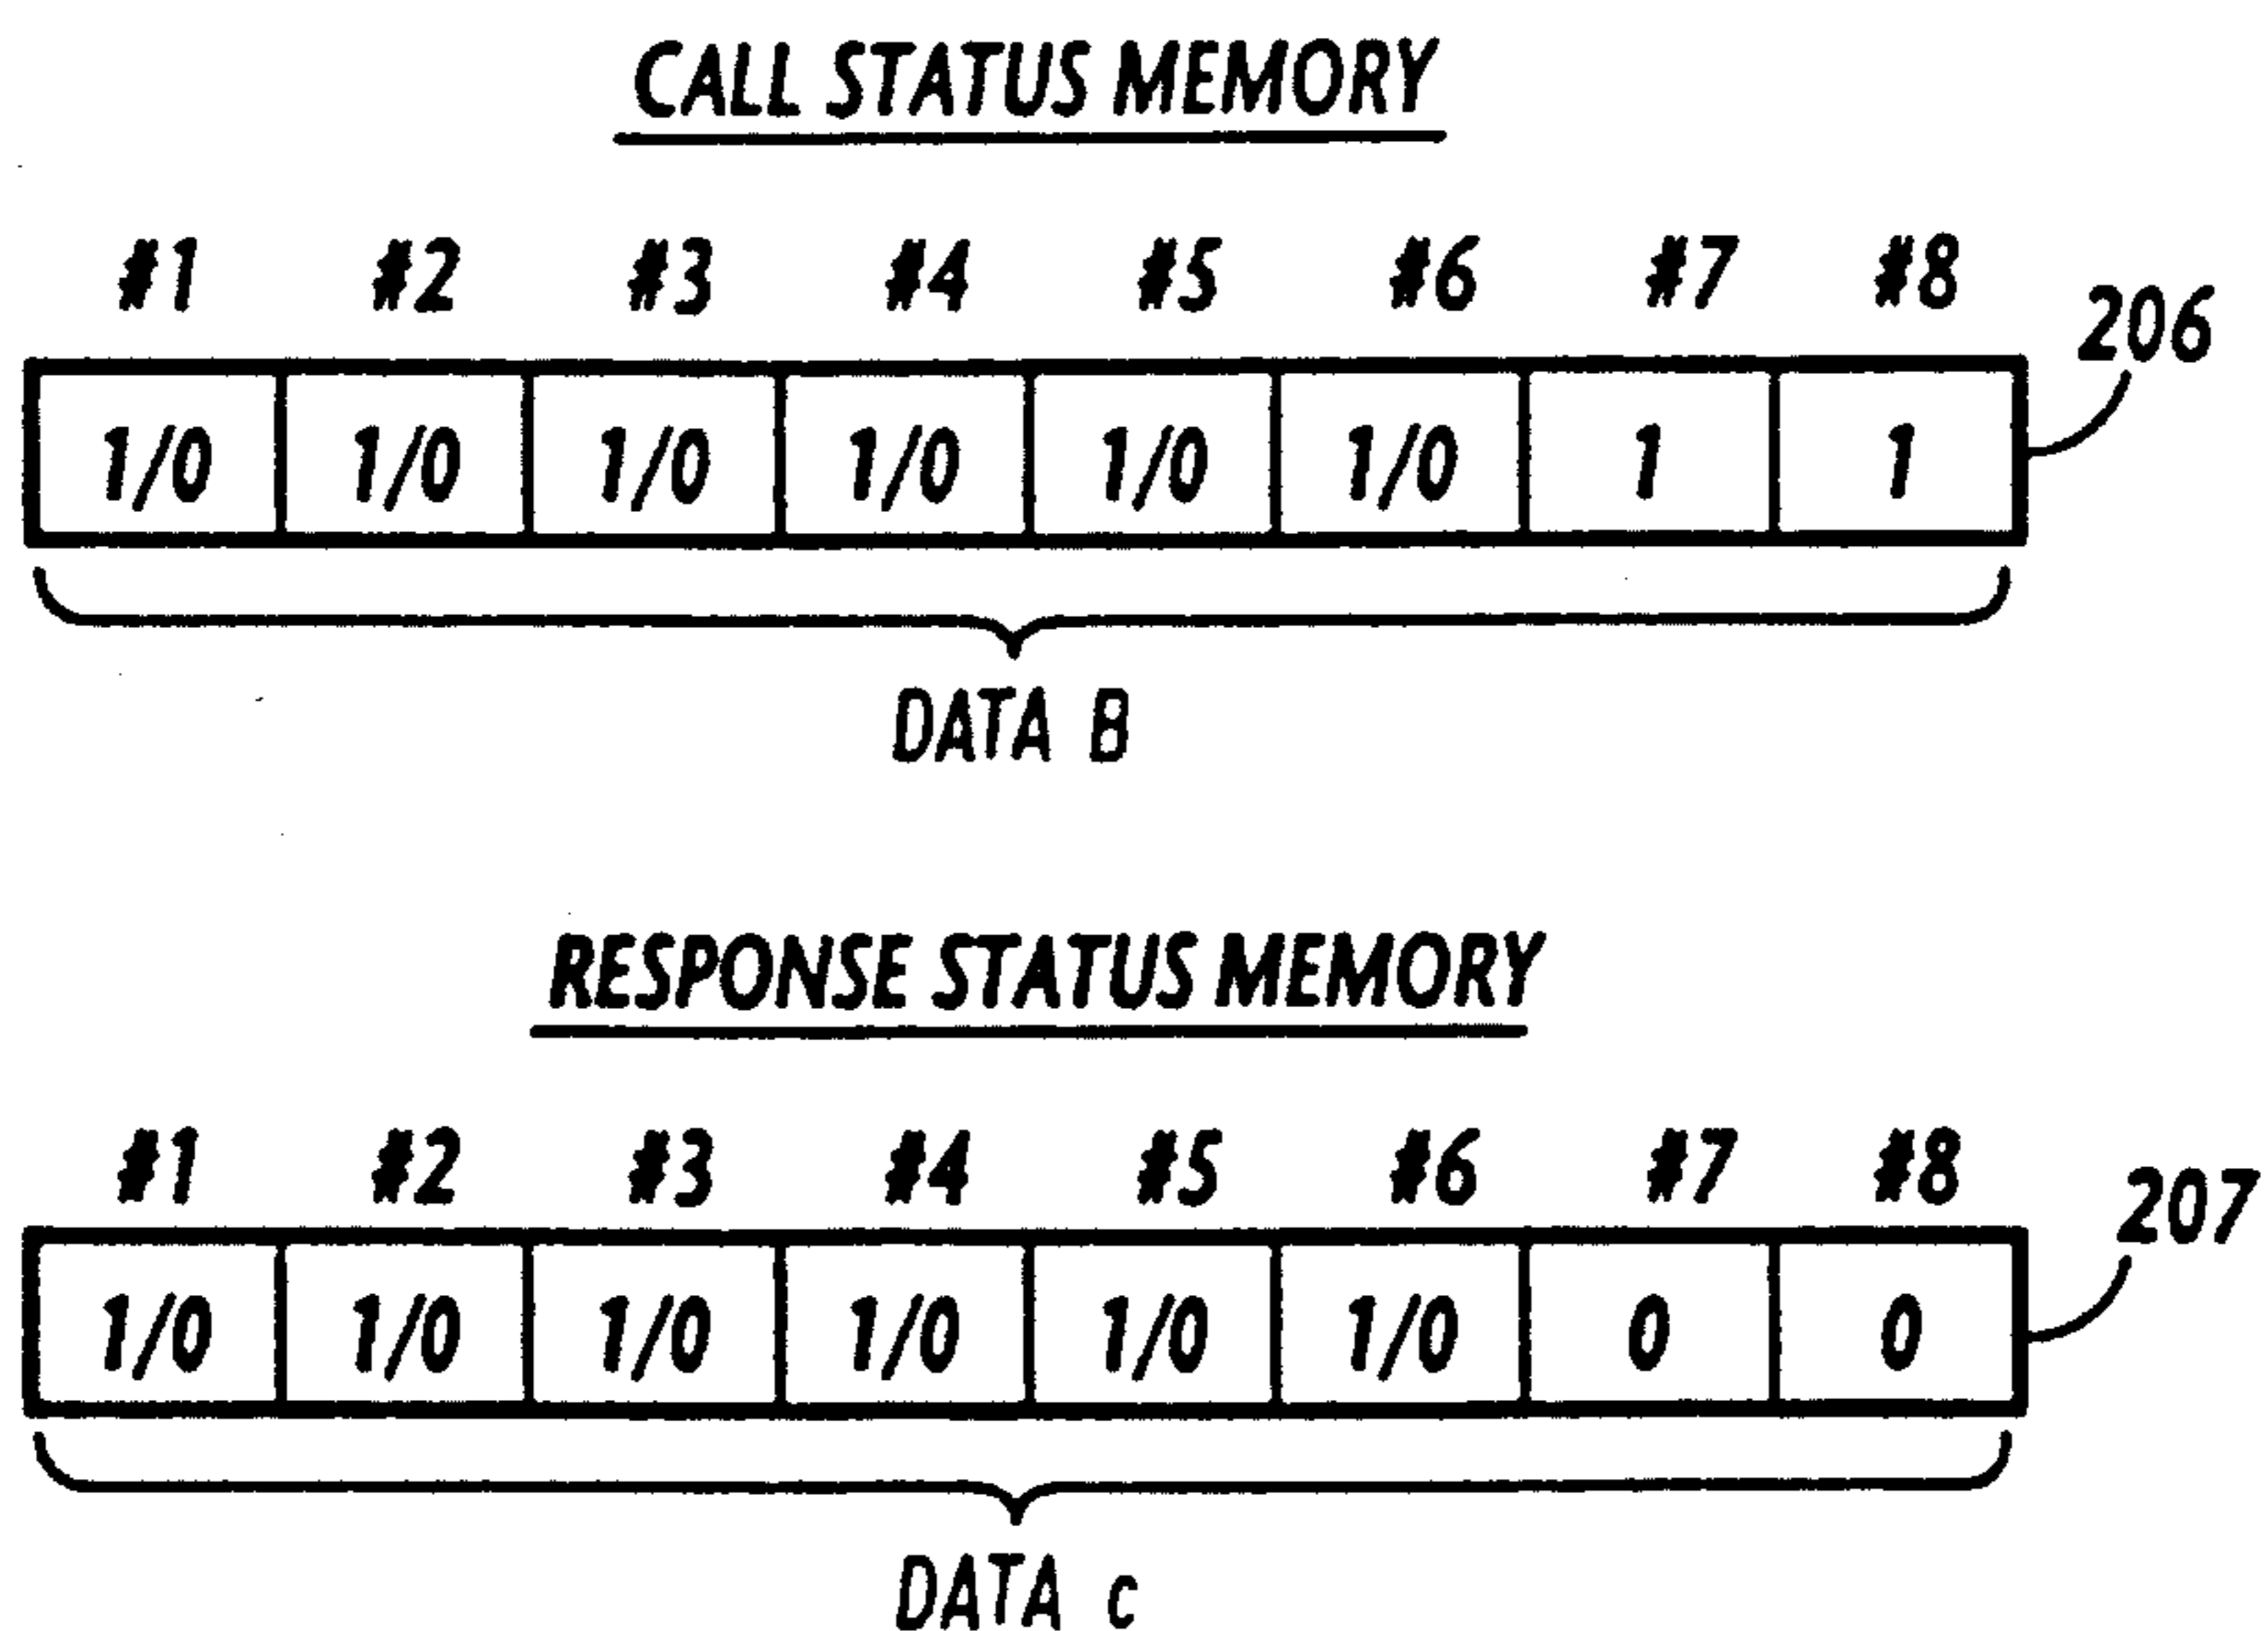 CALL STATUS MEMORY
#1 #2 #3 #4 #5 #6 #7 #8
206
1/0 1/0 1/0 1/0 1/0 1/0 1 1
DATA B
RESPONSE STATUS MEMORY
#1 #2 #3 #4 #5 #6 #7 #8
207
1/0 1/0 1/0 1/0 1/0 1/0 0 0
DATA c